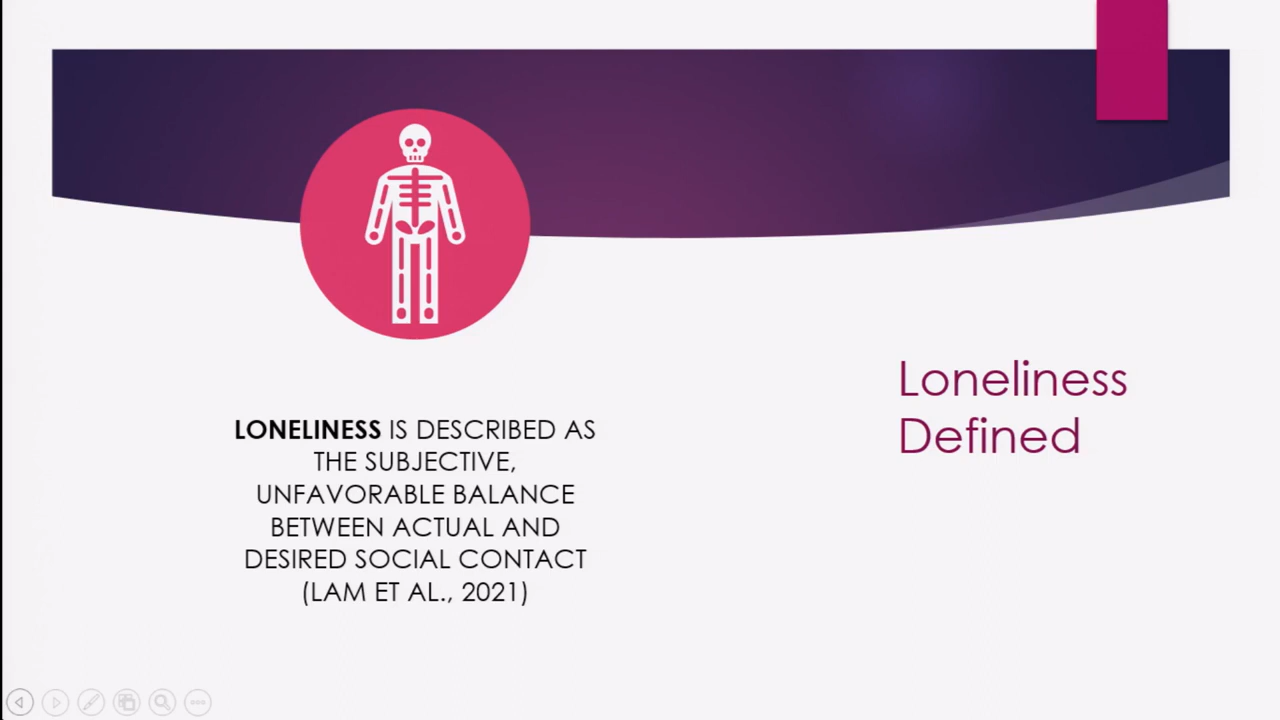 LONELINESS IS DESCRIBED AS
THE SUBJECTIVE,
UNFAVORABLE BALANCE
BETWEEN ACTUAL AND
DESIRED SOCIAL CONTACT
(LAM ET AL., 2021)
Loneliness
Defined